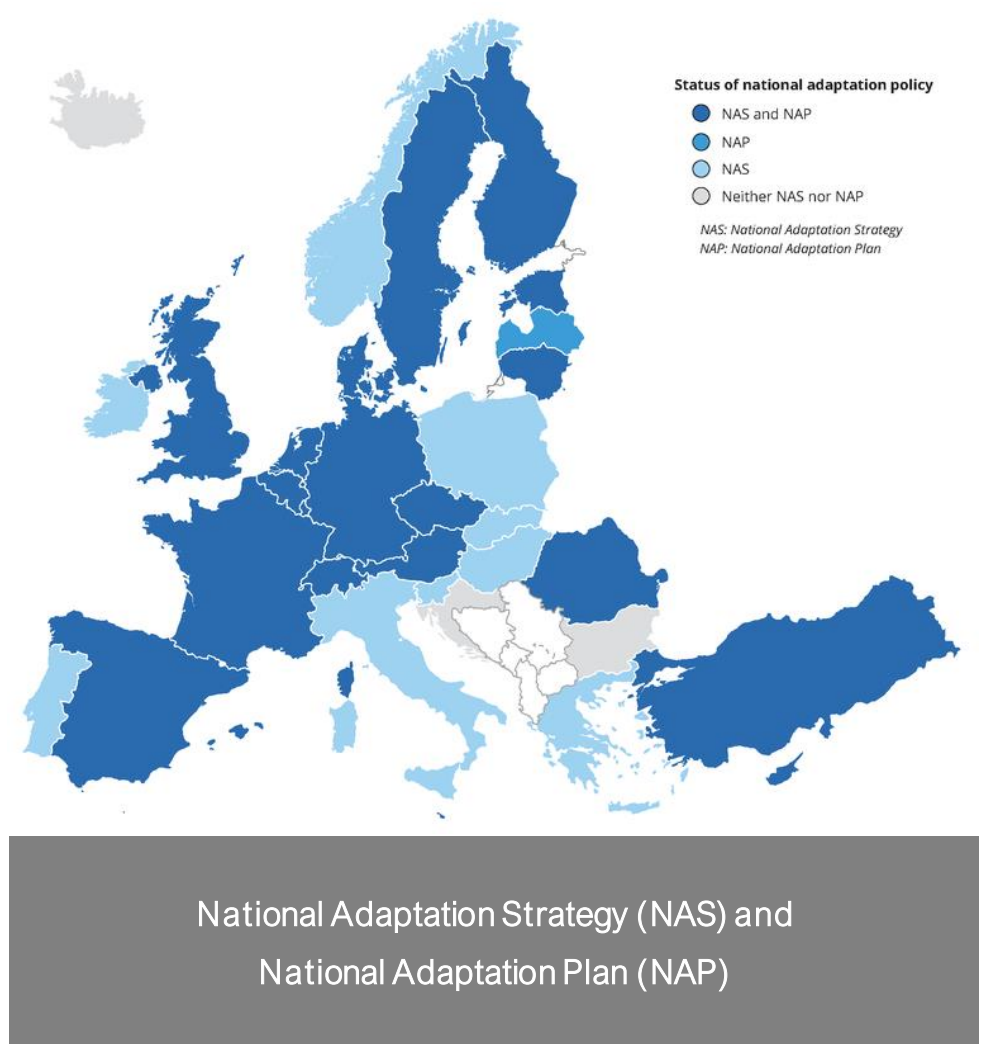 Status of national adaptation policy
NAS and NAP
NAP
NAS
Neither NAS nor NAP
NAS: National Adaptation Strategy
NAP: National Adaptation Plan
National Adaptation Strategy (NAS) and
National Adaptation Plan (NAP)